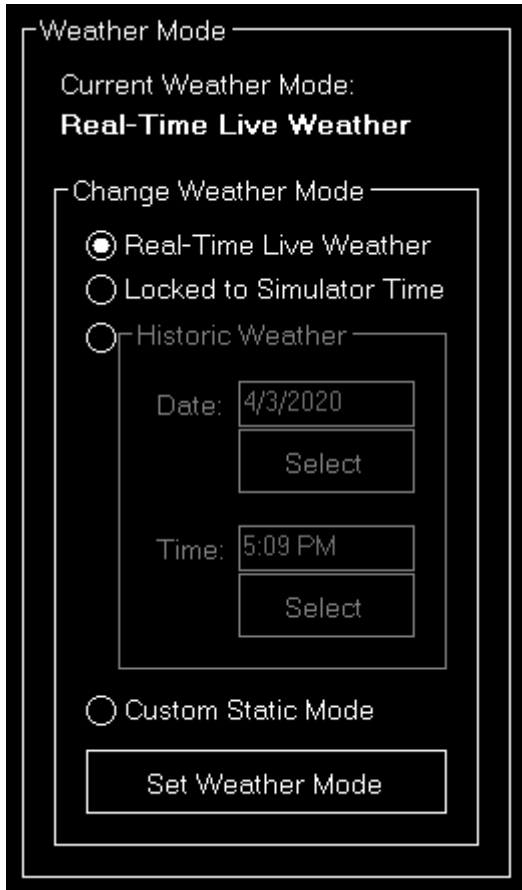 Weather Mode
Current Weather Mode:
Real-Time Live Weather
Change Weather Mode
Real-Time Live Weather
Locked to Simulator Time
Historic Weather
Date: 4/3/2020
Select
Time: 5:09 PM
Select
Custom Static Mode
Set Weather Mode